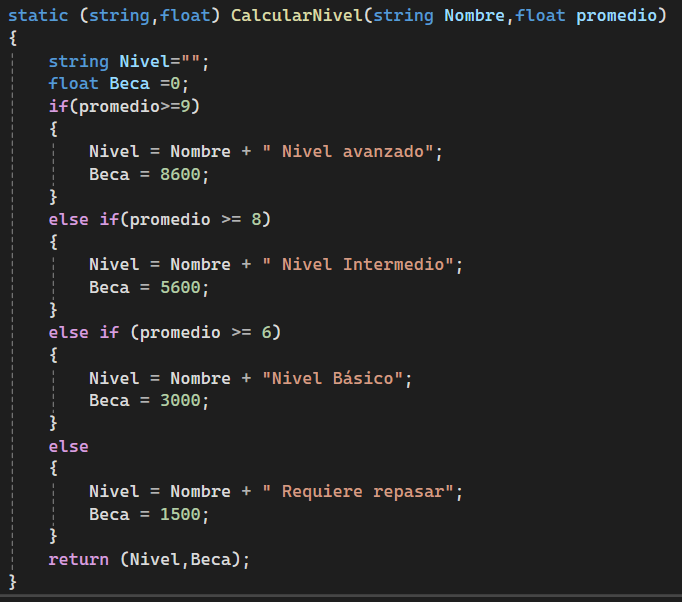 static (string,float) CalcularNivel(string Nombre,float promedio)
{
string Nivel="";
float Beca =0;
if(promedio>=9)
{
Nivel = Nombre + " Nivel avanzado";
Beca = 8600;
}
else if(promedio >= 8)
{
Nivel = Nombre + " Nivel Intermedio";
Beca = 5600;
}
else if (promedio >= 6)
{
Nivel = Nombre + "Nivel Básico";
Beca = 3000;
}
else
{
Nivel = Nombre + " Requiere repasar";
Beca = 1500;
}
return (Nivel,Beca);
}